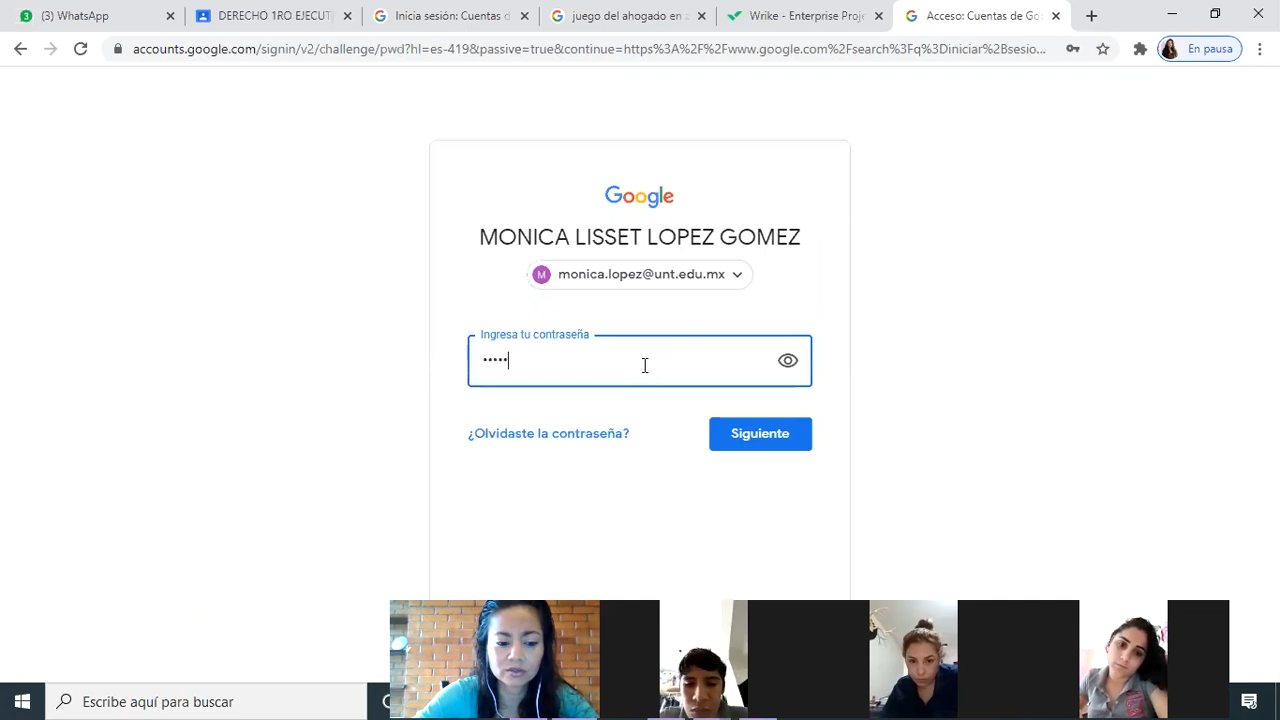 (3) WhatsApp
DERECHO 1RO EJECUT
Inicia sesión: Cuentas d
juego del ahogado en
Wrike - Enterprise Proje
Acceso: Cuentas de Go
accounts.google.com/signin/v2/challenge/pwd?hl=es-419&passive=true&continue=https%3A%2F%2Fwww.google.com%2Fsearch%3Fq%3Diniciar%2Bsesio...
En pausa
Google
MONICA LISSET LOPEZ GOMEZ
M monica.lopez@unt.edu.mx
Ingresa tu contraseña
•••••
¿Olvidaste la contraseña?
Siguiente
Escribe aquí para buscar